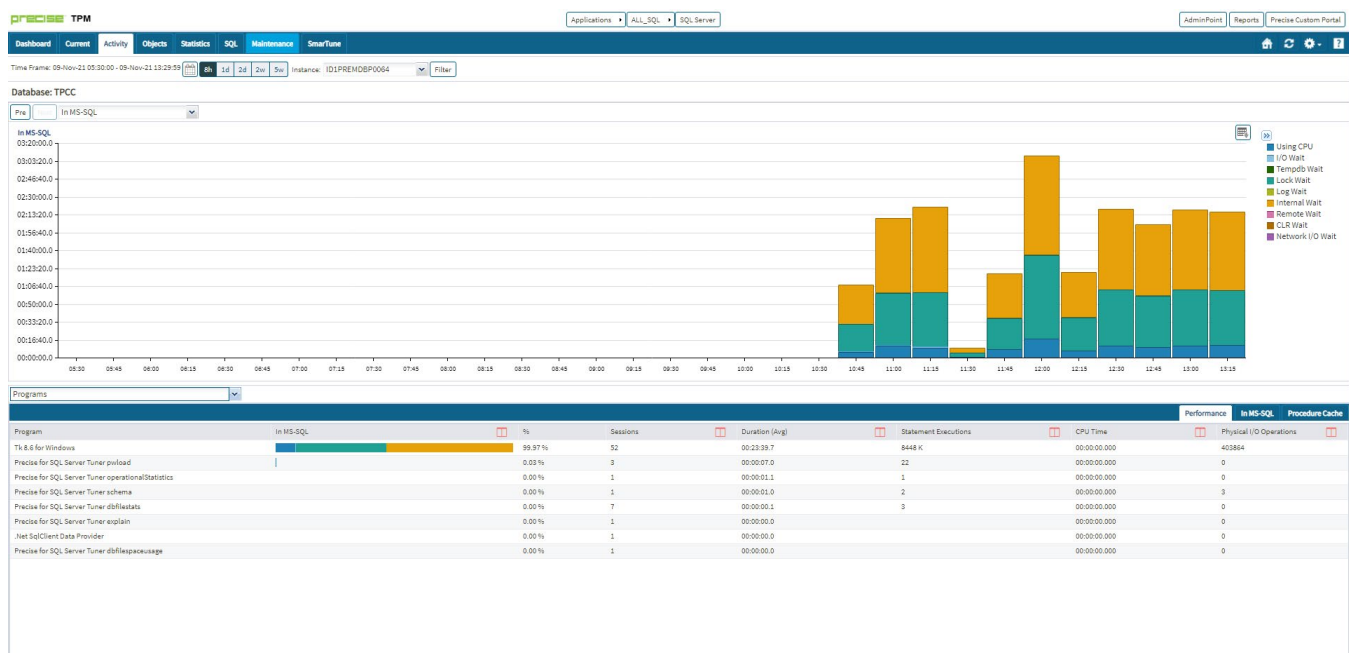 precise TPM
Applications ALL_SQL SQL Server
AdminPoint Reports Precise Custom Portal
Dashboard Current Activity Objects Statistics SQL Maintenance SmarTune
Time Frame: 09-Nov-21 05:30:00 - 09-Nov-21 13:29:59 8h 1d 2d 2w 5w Instance: ID1PREMDBP0064 Filter
Database: TPCC
Pre In MS-SQL
In MS-SQL
03:20:00.0
03:03:20.0
02:46:40.0
02:30:00.0
02:13:20.0
01:56:40.0
01:40:00.0
01:23:20.0
01:06:40.0
00:50:00.0
00:33:20.0
00:16:40.0
00:00:00.0
05:30 05:45 06:00 06:15 06:30 06:45 07:00 07:15 07:30 07:45 08:00 08:15 08:30 08:45 09:00 09:15 09:30 09:45 10:00 10:15 10:30 10:45 11:00 11:15 11:30 11:45 12:00 12:15 12:30 12:45 13:00 13:15
Using CPU
I/O Wait
Tempdb Wait
Lock Wait
Log Wait
Internal Wait
Remote Wait
CLR Wait
Network I/O Wait
Programs
Performance In MS-SQL Procedure Cache
Program In MS-SQL % Sessions Duration (Avg) Statement Executions CPU Time Physical I/O Operations
Tk 8.6 for Windows 99.97 % 52 00:23:39.7 8448 K 00:00:00.000 403864
Precise for SQL Server Tuner pwload 0.03 % 3 00:00:07.0 22 00:00:00.000 0
Precise for SQL Server Tuner operationalStatistics 0.00 % 1 00:00:01.1 1 00:00:00.000 0
Precise for SQL Server Tuner schema 0.00 % 1 00:00:01.0 2 00:00:00.000 3
Precise for SQL Server Tuner dbfilestats 0.00 % 7 00:00:00.1 3 00:00:00.000 0
Precise for SQL Server Tuner explain 0.00 % 1 00:00:00.0 00:00:00.000 0
.Net SqlClient Data Provider 0.00 % 1 00:00:00.0 00:00:00.000 0
Precise for SQL Server Tuner dbfilespaceusage 0.00 % 1 00:00:00.0 00:00:00.000 0